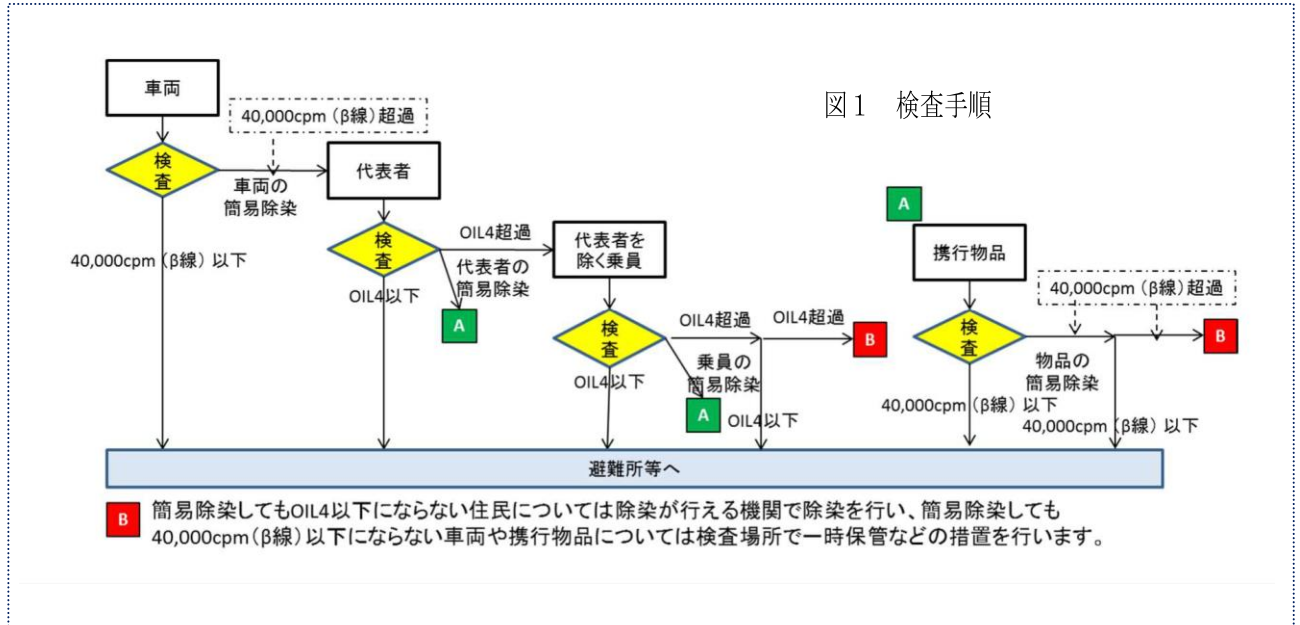 図1 検査手順
車両
40,000cpm（β線）超過
検
査
車両の
簡易除染
40,000cpm（β線）以下
代表者
検
査
OIL4超過
代表者の
簡易除染
A
OIL4以下
代表者を
除く乗員
検
査
OIL4超過
OIL4超過
B
乗員の
簡易除染
OIL4以下
A
OIL4以下
A
携行物品
40,000cpm（β線）超過
検
査
B
物品の
簡易除染
40,000cpm（β線）以下
40,000cpm（β線）以下
避難所等へ
B 簡易除染してもOIL4以下にならない住民については除染が行える機関で除染を行い、簡易除染しても
40,000cpm（β線）以下にならない車両や携行物品については検査場所で一時保管などの措置を行います。